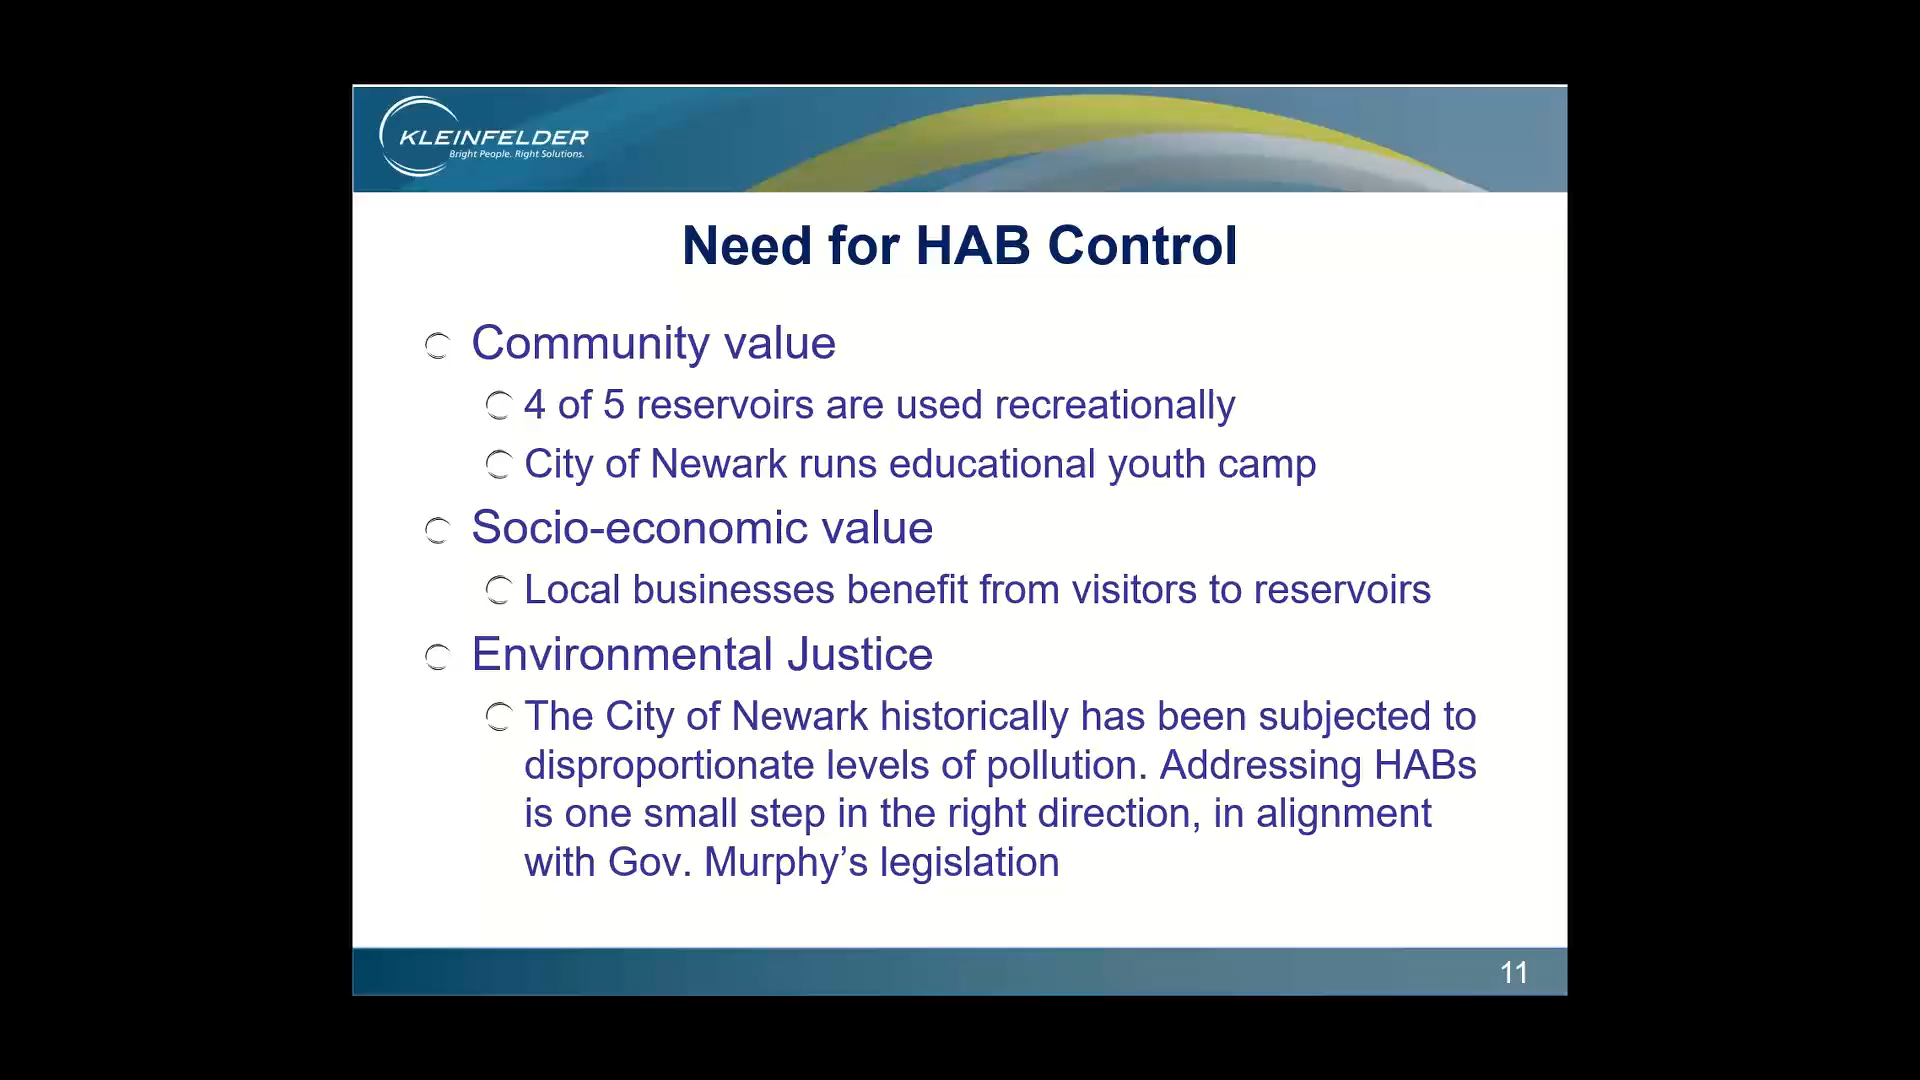 KLEINFELDER
Bright People. Right Solutions.
Need for HAB Control
Community value
4 of 5 reservoirs are used recreationally
City of Newark runs educational youth camp
Socio-economic value
Local businesses benefit from visitors to reservoirs
Environmental Justice
The City of Newark historically has been subjected to
disproportionate levels of pollution. Addressing HABs
is one small step in the right direction, in alignment
with Gov. Murphy’s legislation
11